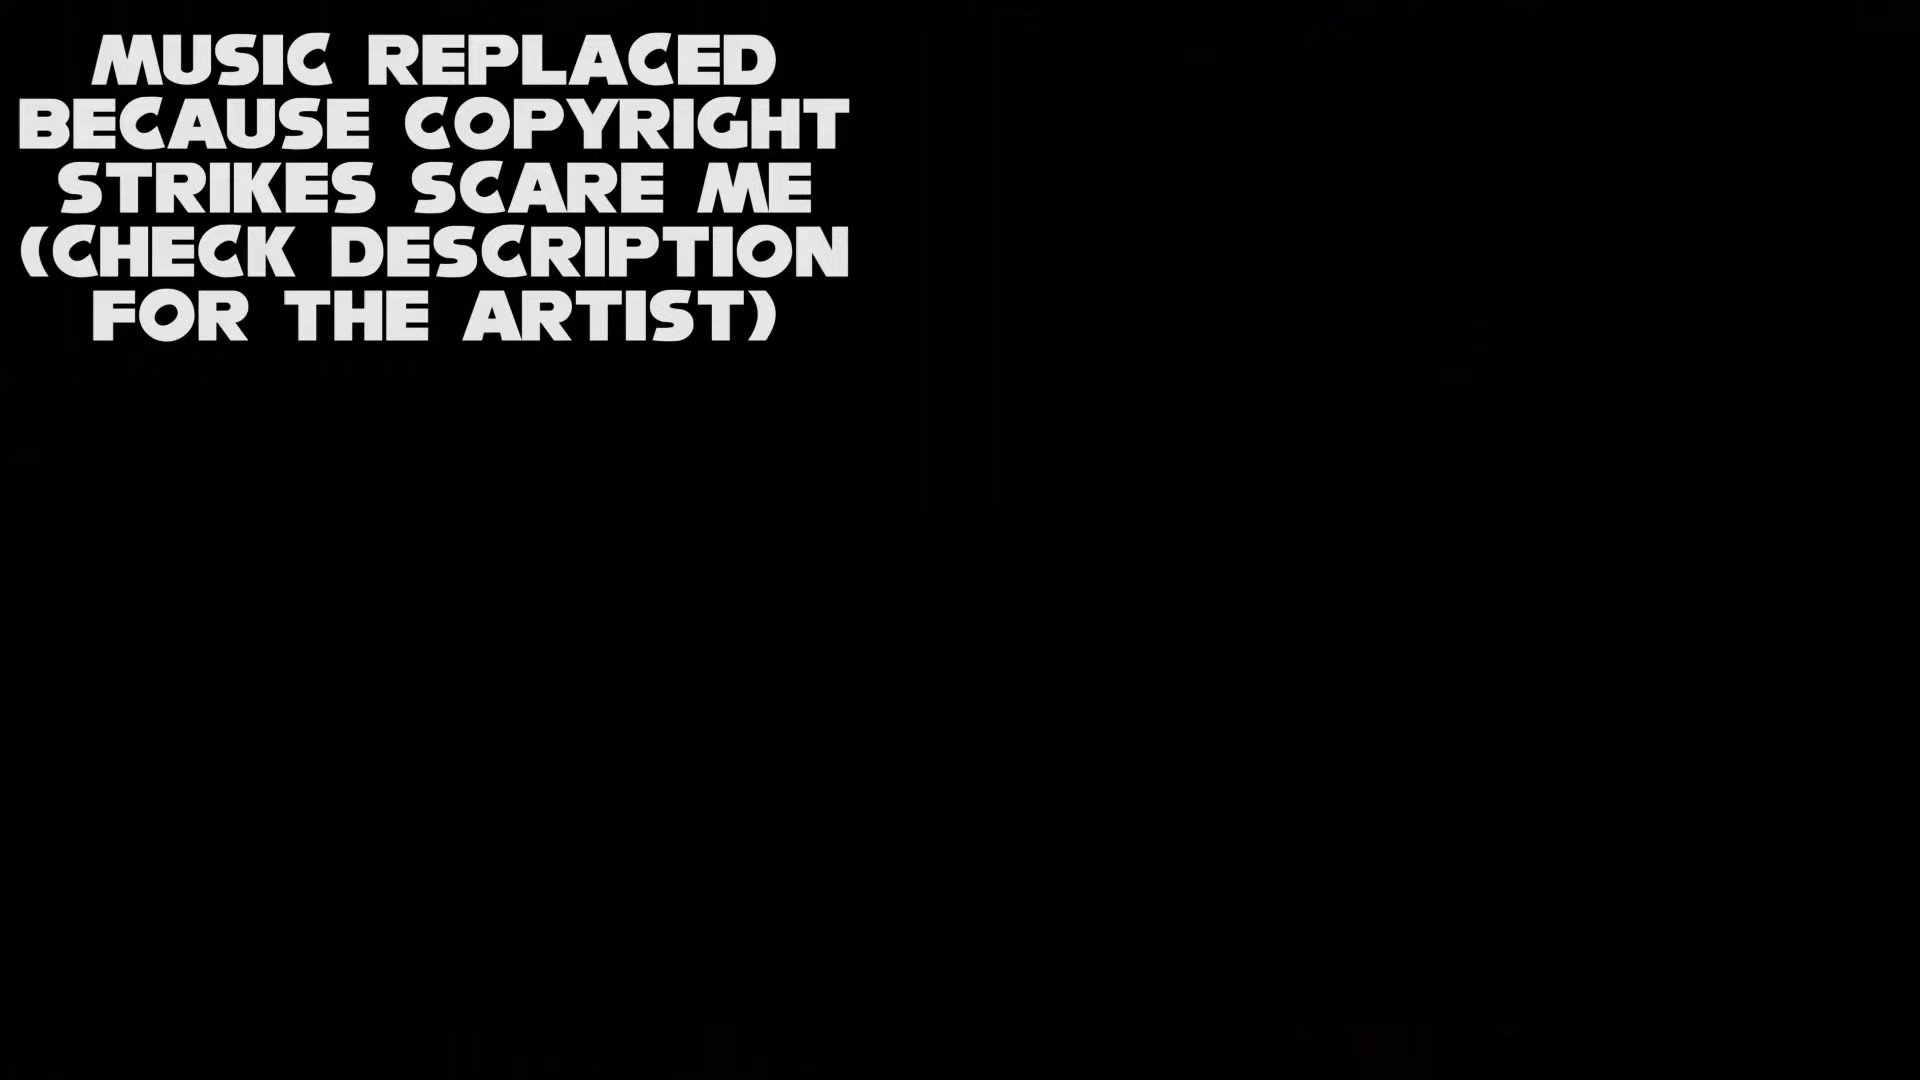 MUSIC REPLACED
BECAUSE COPYRIGHT
STRIKES SCARE ME
(CHECK DESCRIPTION
FOR THE ARTIST)